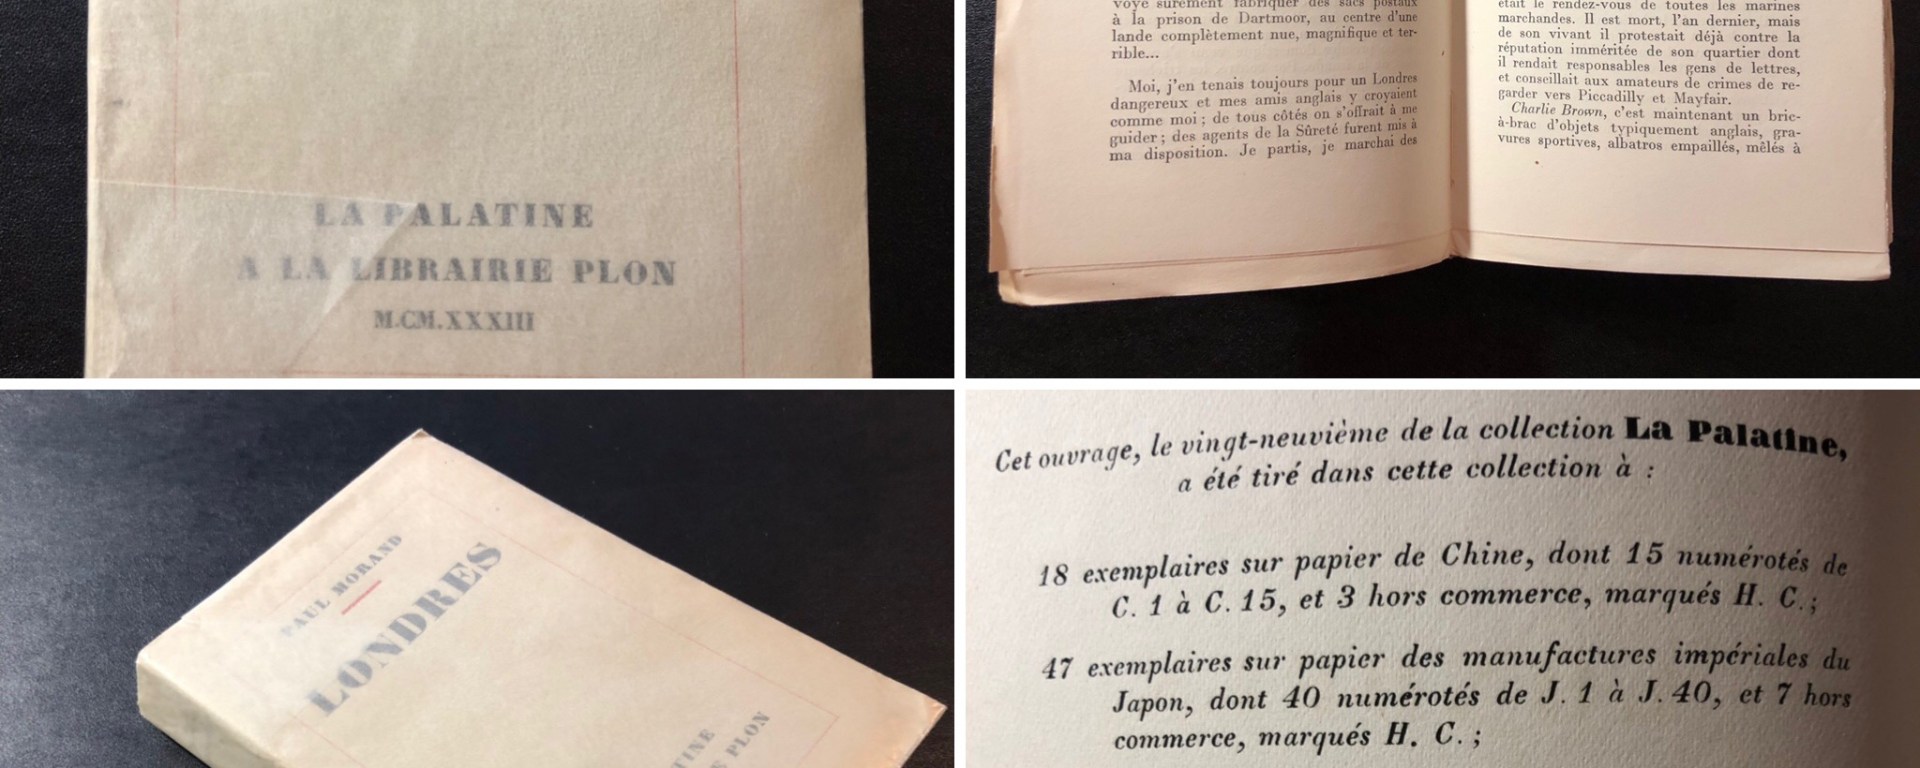 LA PALATINE
A LA LIBRAIRIE PLON
M.CM.XXXIII
voye sûrement fabriquer des sacs postaux
à la prison de Dartmoor, au centre d'une
lande complètement nue, magnifique et ter-
rible...
Moi, j'en tenais toujours pour un Londres
dangereux et mes amis anglais y croyaient
comme moi ; de tous côtés on s'offrait à me
guider ; des agents de la Sûreté furent mis à
ma disposition. Je partis, je marchai des
était le rendez-vous de toutes les marines
marchandes. Il est mort, l'an dernier, mais
de son vivant il protestait déjà contre la
réputation imméritée de son quartier dont
il rendait responsables les gens de lettres,
et conseillait aux amateurs de crimes de re-
garder vers Piccadilly et Mayfair.
Charlie Brown, c'est maintenant un bric-
à-brac d'objets typiquement anglais, gra-
vures sportives, albatros empaillés, mêlés à
PAUL MORAND
LONDRES
TINE
PLON
Cet ouvrage, le vingt-neuvième de la collection La Palatine,
a été tiré dans cette collection à :
18 exemplaires sur papier de Chine, dont 15 numérotés de
C. 1 à C. 15, et 3 hors commerce, marqués H. C. ;
47 exemplaires sur papier des manufactures impériales du
Japon, dont 40 numérotés de J. 1 à J. 40, et 7 hors
commerce, marqués H. C. ;